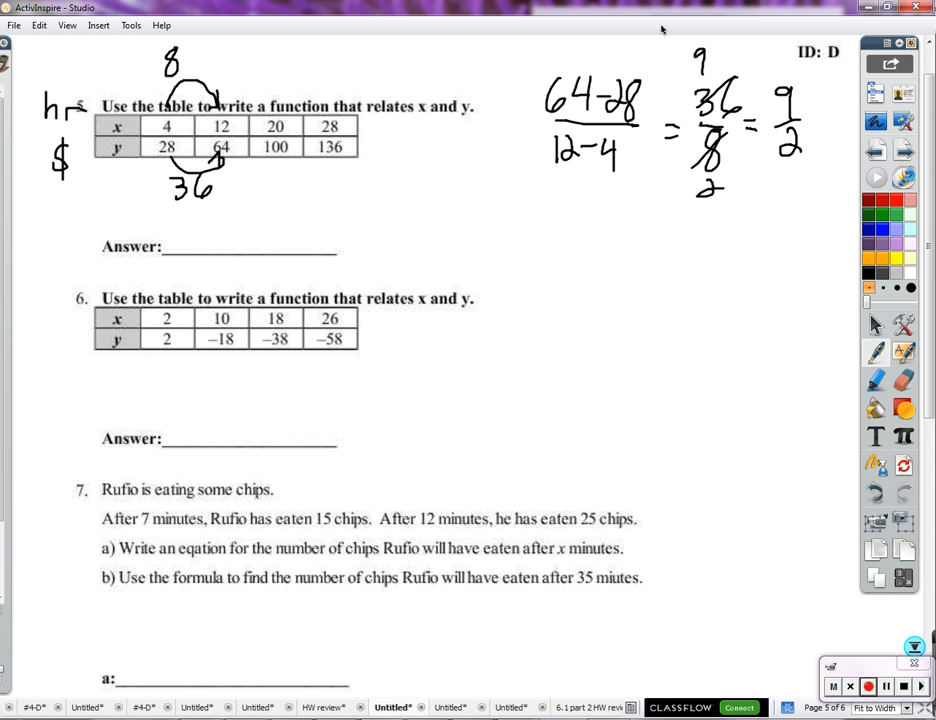 ActivInspire - Studio
File Edit View Insert Tools Help
ID: D
8
hr
$
5. Use the table to write a function that relates x and y.
x 4 12 20 28
y 28 64 100 136
36
64-28
12-4
=
9
36
8
2
=
9
2
Answer:
6. Use the table to write a function that relates x and y.
x 2 10 18 26
y 2 –18 –38 –58
Answer:
7. Rufio is eating some chips.
After 7 minutes, Rufio has eaten 15 chips. After 12 minutes, he has eaten 25 chips.
a) Write an eqation for the number of chips Rufio will have eaten after x minutes.
b) Use the formula to find the number of chips Rufio will have eaten after 35 miutes.
a:
#4-D* Untitled* #4-D* Untitled* Untitled* HW review* Untitled* Untitled* Untitled* 6.1 part 2 HW revi CLASSFLOW Connect Page 5 of 6 Fit to Width
T π
M